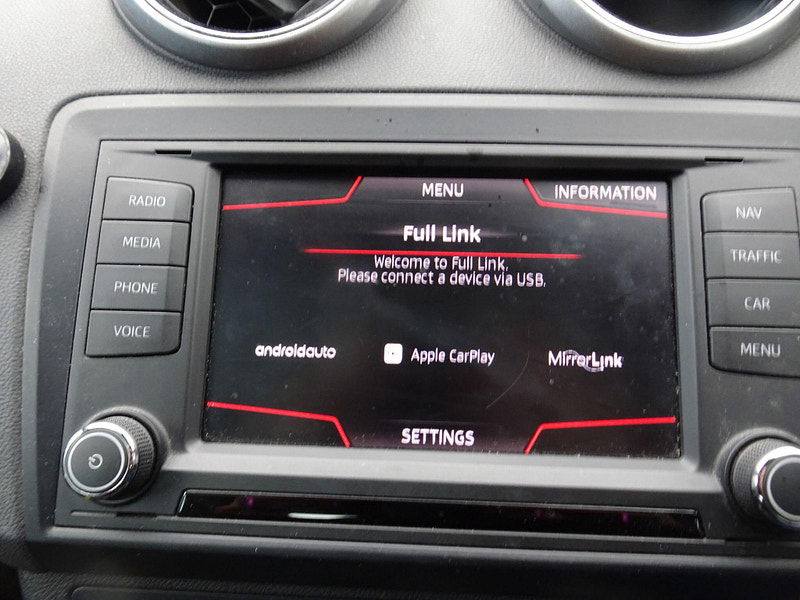 MENU
INFORMATION
Full Link
Welcome to Full Link.
Please connect a device via USB.
androidauto
Apple CarPlay
MirrorLink
SETTINGS
RADIO
MEDIA
PHONE
VOICE
NAV
TRAFFIC
CAR
MENU